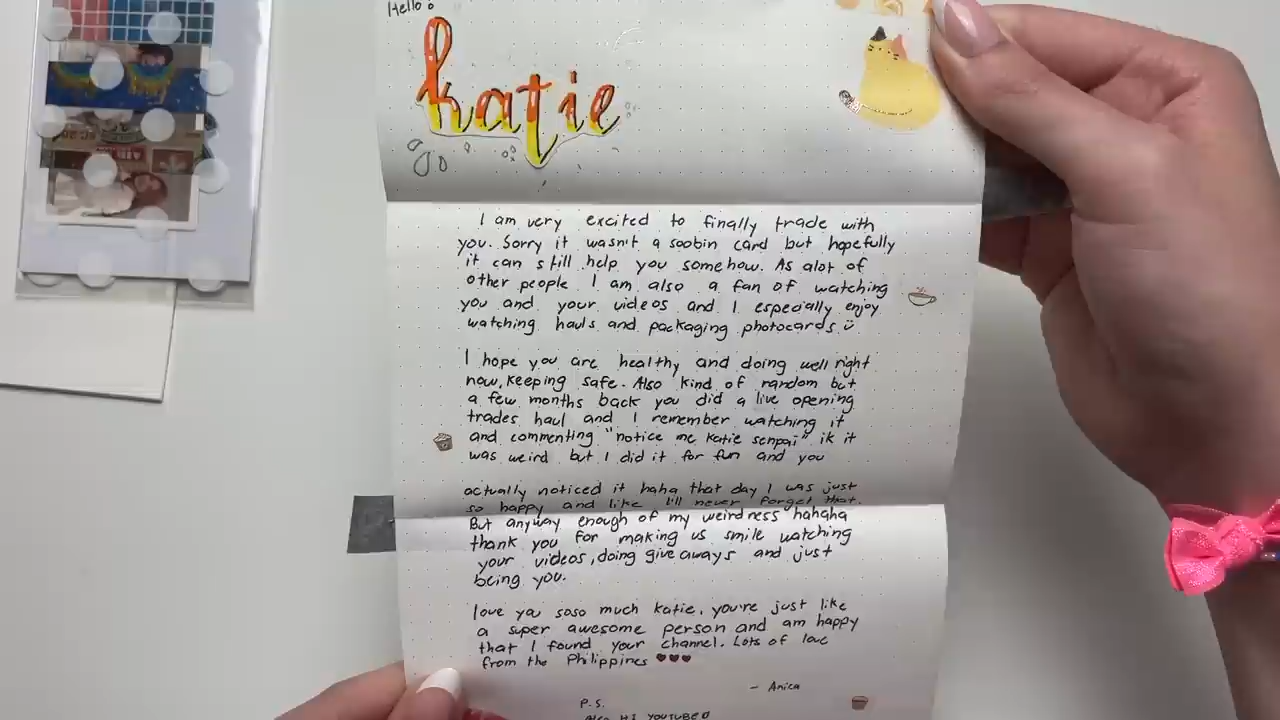 Hello!
katie
I am very excited to finally trade with
you. Sorry it wasn't a soobin card but hopefully
it can still help you somehow. As alot of
other people I am also a fan of watching
you and your videos and I especially enjoy
watching hauls and packaging photocards.
I hope you are healthy and doing well right
now, keeping safe. Also kind of random but
a few months back you did a live opening
trades haul and I remember watching it
and commenting "notice me katie senpai" ik it
was weird but I did it for fun and you
actually noticed it haha that day I was just
so happy and like I'll never forget that.
But anyway enough of my weirdness hahaha
thank you for making us smile watching
your videos, doing give aways and just
being you.
love you soso much katie, you're just like
a super awesome person and am happy
that I found your channel. Lots of love
from the Philippines ♥♥♥
- Anica
P.S.
Also HI YOUTUBE